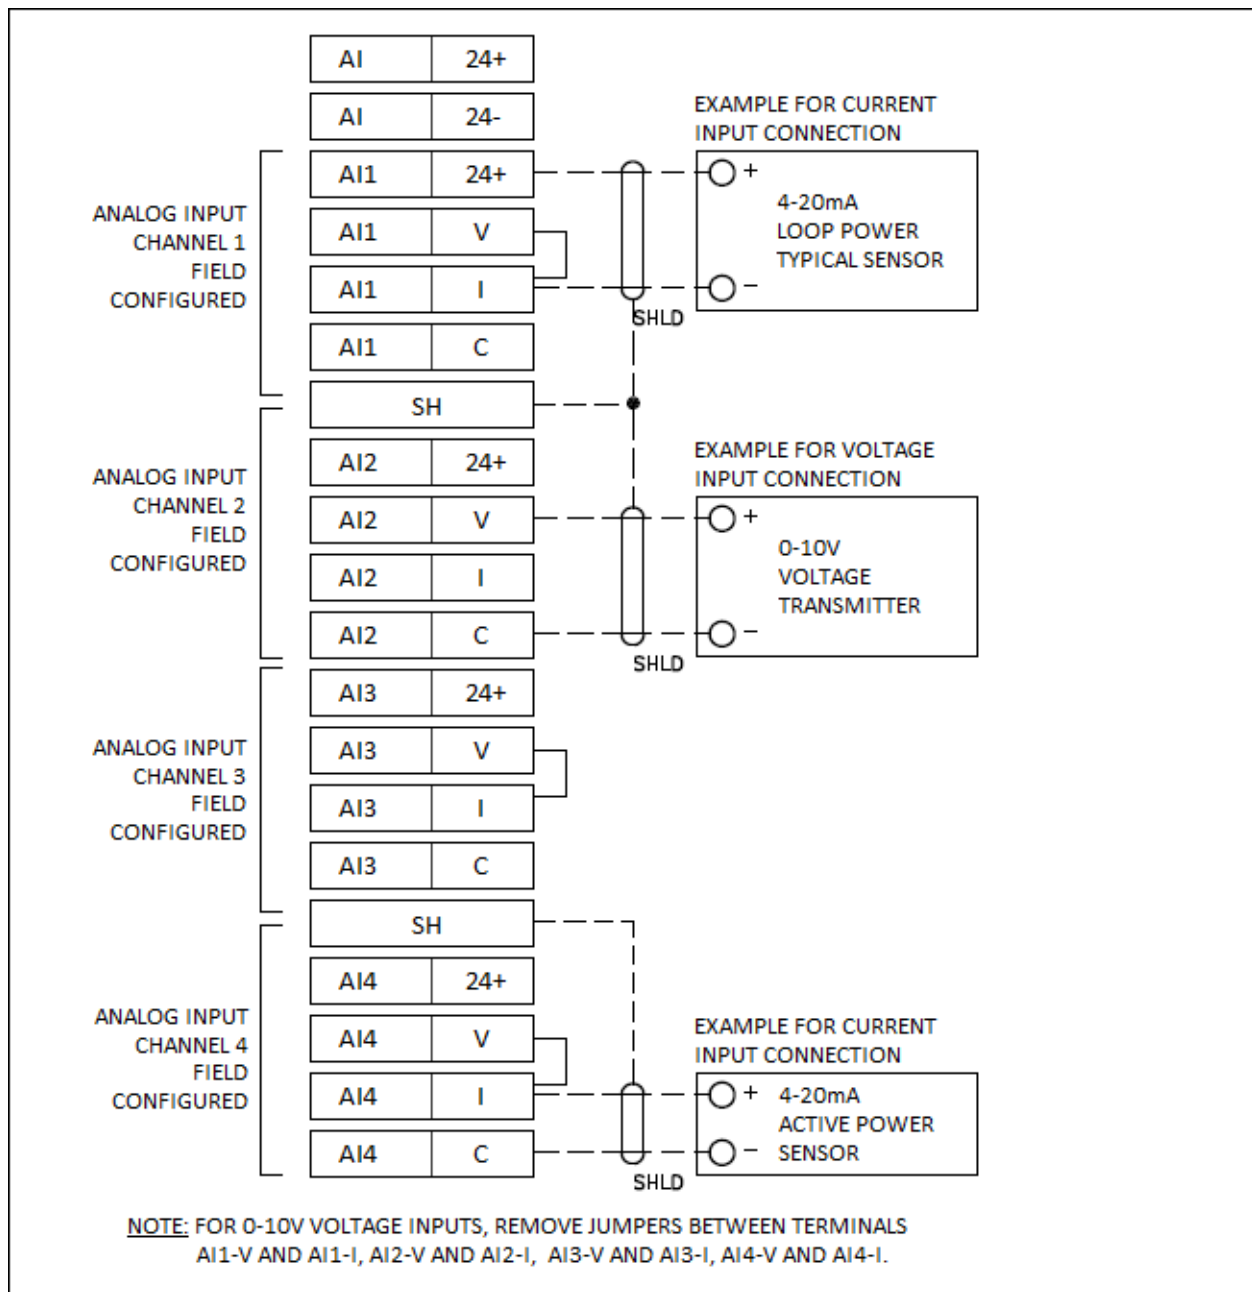 AI 24+
AI 24-
EXAMPLE FOR CURRENT
INPUT CONNECTION
ANALOG INPUT
CHANNEL 1
FIELD
CONFIGURED
AI1 24+
AI1 V
AI1 I
AI1 C
+
4-20mA
LOOP POWER
TYPICAL SENSOR
−
SHLD
SH
ANALOG INPUT
CHANNEL 2
FIELD
CONFIGURED
AI2 24+
AI2 V
AI2 I
AI2 C
EXAMPLE FOR VOLTAGE
INPUT CONNECTION
+
0-10V
VOLTAGE
TRANSMITTER
−
SHLD
ANALOG INPUT
CHANNEL 3
FIELD
CONFIGURED
AI3 24+
AI3 V
AI3 I
AI3 C
SH
ANALOG INPUT
CHANNEL 4
FIELD
CONFIGURED
AI4 24+
AI4 V
AI4 I
AI4 C
EXAMPLE FOR CURRENT
INPUT CONNECTION
+ 4-20mA
ACTIVE POWER
− SENSOR
SHLD
NOTE: FOR 0-10V VOLTAGE INPUTS, REMOVE JUMPERS BETWEEN TERMINALS
AI1-V AND AI1-I, AI2-V AND AI2-I, AI3-V AND AI3-I, AI4-V AND AI4-I.